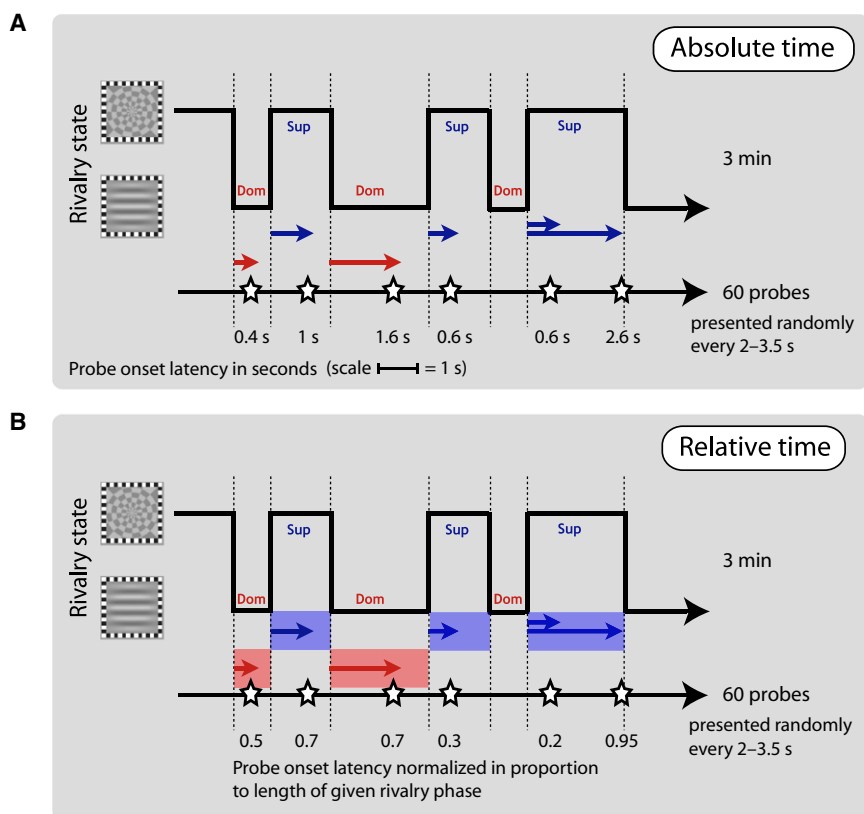 A
Absolute time
Rivalry state
Sup
Sup
Sup
Dom
Dom
Dom
3 min
60 probes
presented randomly
every 2–3.5 s
0.4 s
1 s
1.6 s
0.6 s
0.6 s
2.6 s
Probe onset latency in seconds (scale = 1 s)
B
Relative time
Rivalry state
Sup
Sup
Sup
Dom
Dom
Dom
3 min
60 probes
presented randomly
every 2–3.5 s
0.5
0.7
0.7
0.3
0.2
0.95
Probe onset latency normalized in proportion
to length of given rivalry phase